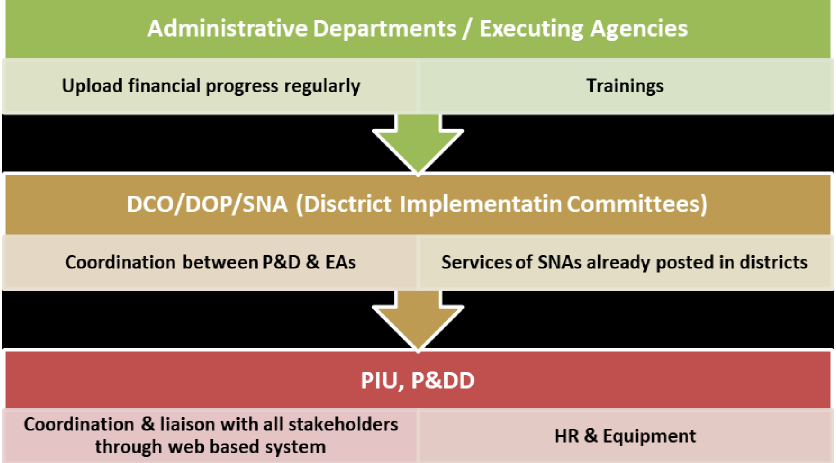 Administrative Departments / Executing Agencies
Upload financial progress regularly
Trainings
DCO/DOP/SNA (Disctrict Implementatin Committees)
Coordination between P&D & EAs
Services of SNAs already posted in districts
PIU, P&DD
Coordination & liaison with all stakeholders
through web based system
HR & Equipment